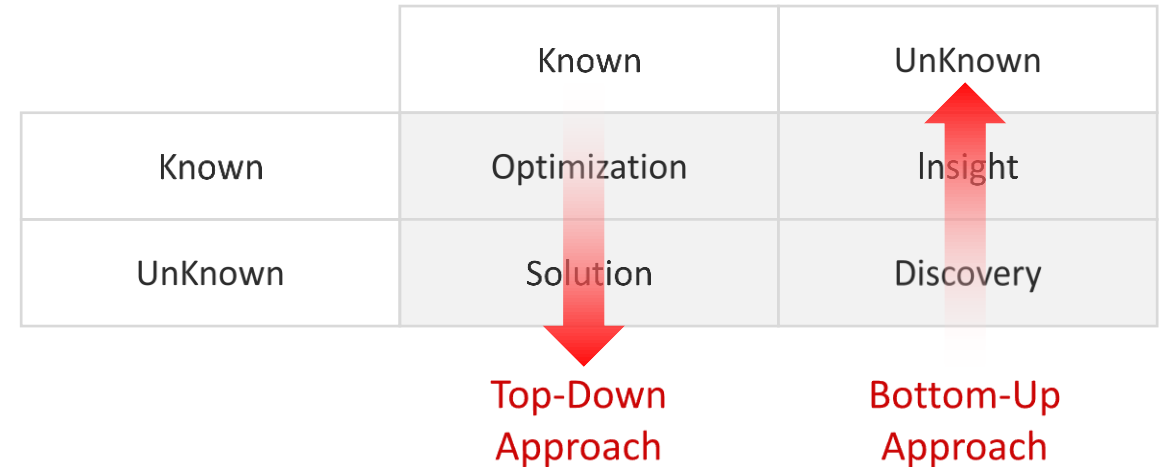 Known UnKnown
Known Optimization Insight
UnKnown Solution Discovery
Top-Down Bottom-Up
Approach Approach